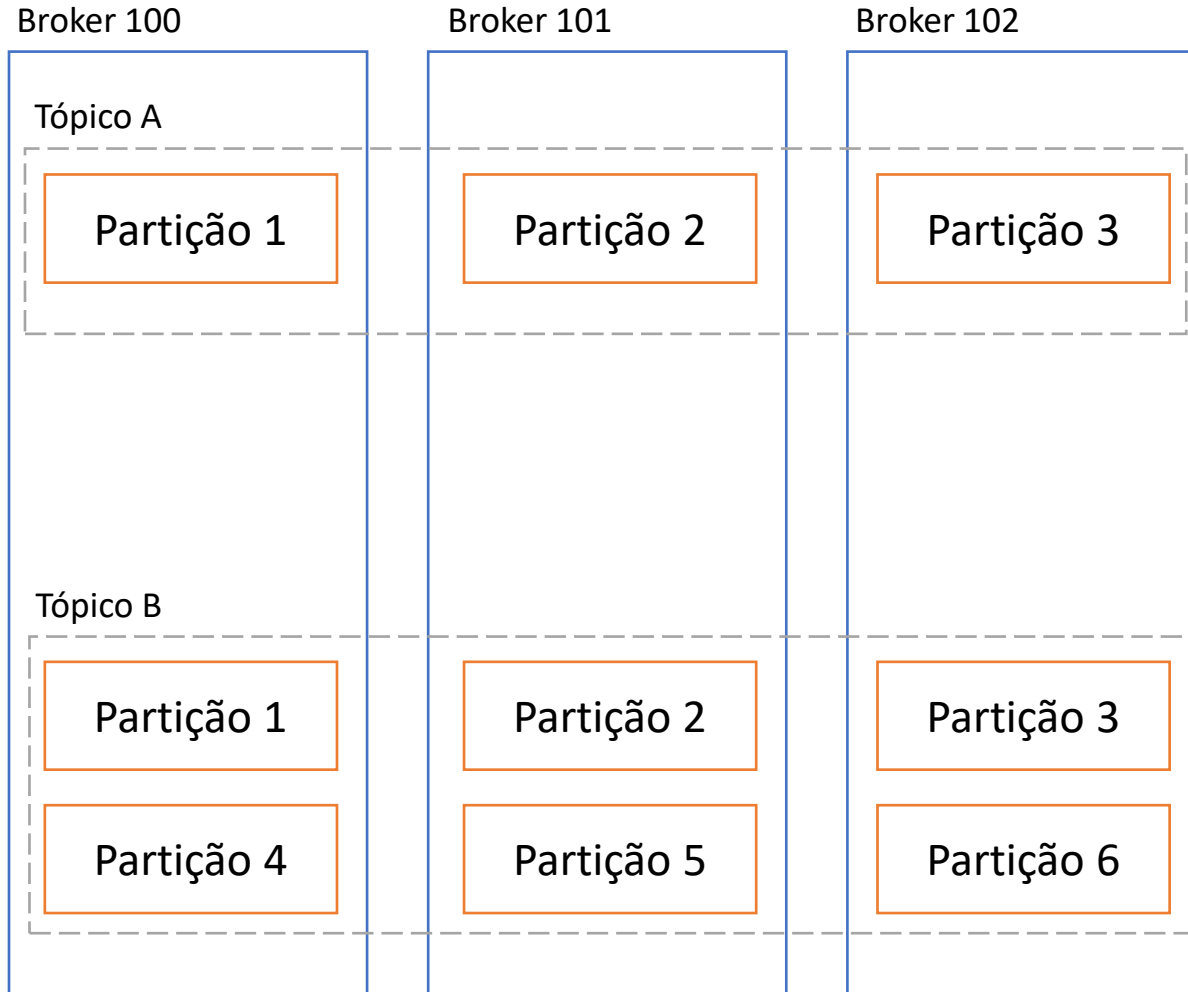 Broker 100
Broker 101
Broker 102
Tópico A
Partição 1
Partição 2
Partição 3
Tópico B
Partição 1
Partição 2
Partição 3
Partição 4
Partição 5
Partição 6